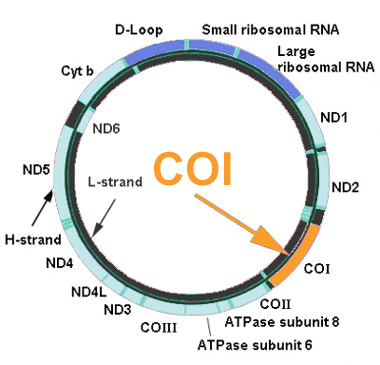 D-Loop
Small ribosomal RNA
Large
ribosomal RNA
Cyt b
ND1
ND6
ND5
COI
ND2
L-strand
H-strand
COI
ND4
ND4L
COII
ND3
ATPase subunit 8
COIII
ATPase subunit 6